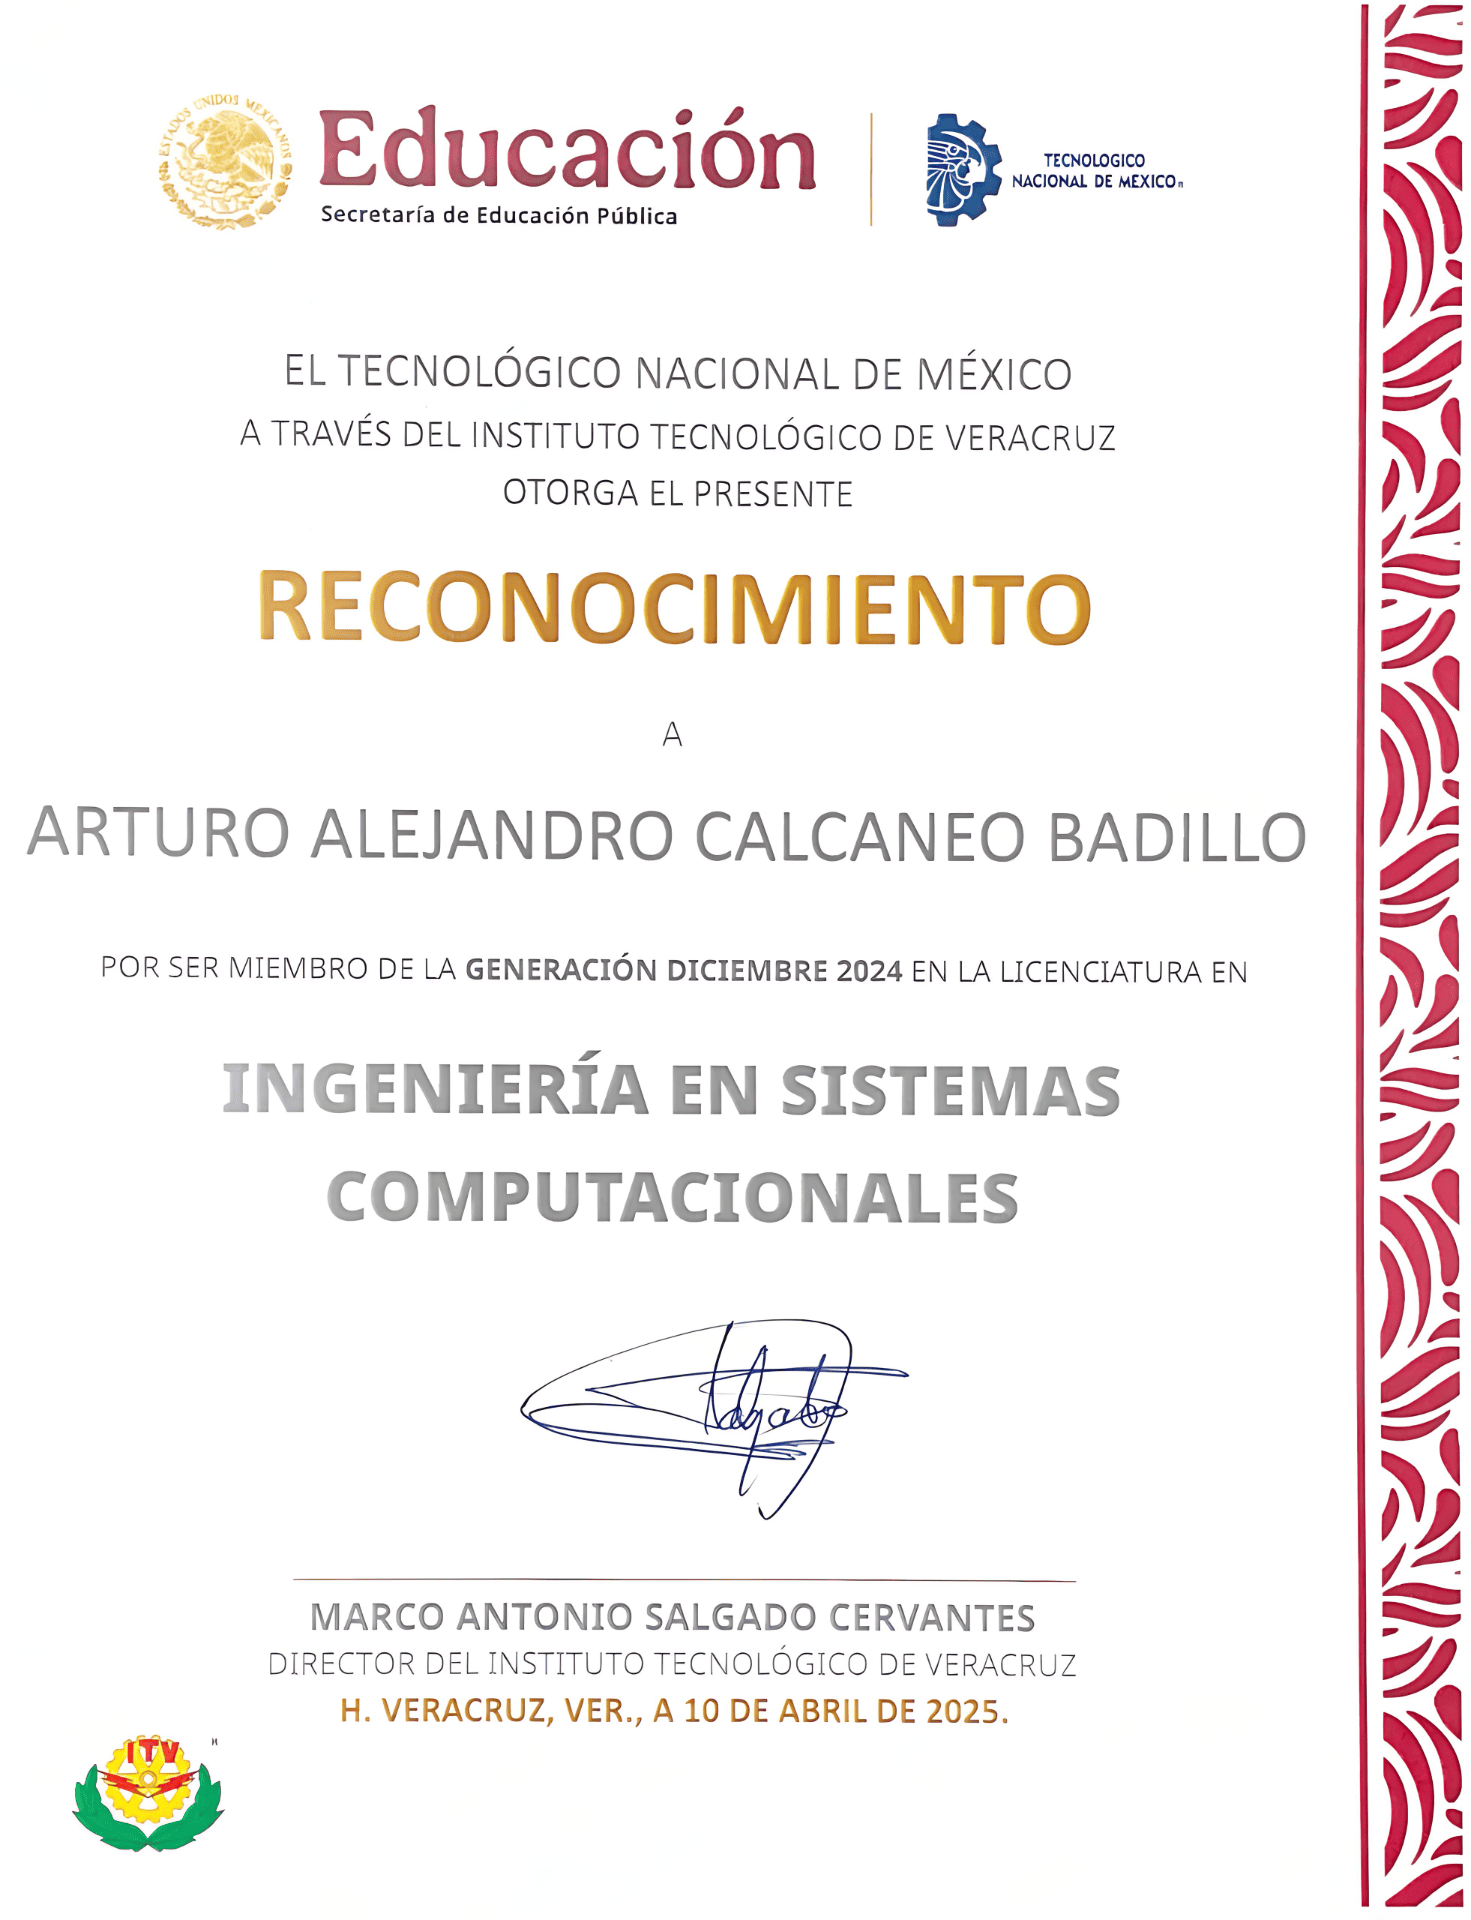 ESTADOS UNIDOS MEXICANOS
Educación
Secretaría de Educación Pública
TECNOLOGICO
NACIONAL DE MEXICO
EL TECNOLÓGICO NACIONAL DE MÉXICO
A TRAVÉS DEL INSTITUTO TECNOLÓGICO DE VERACRUZ
OTORGA EL PRESENTE
RECONOCIMIENTO
A
ARTURO ALEJANDRO CALCANEO BADILLO
POR SER MIEMBRO DE LA GENERACIÓN DICIEMBRE 2024 EN LA LICENCIATURA EN
INGENIERÍA EN SISTEMAS
COMPUTACIONALES
Salgado
MARCO ANTONIO SALGADO CERVANTES
DIRECTOR DEL INSTITUTO TECNOLÓGICO DE VERACRUZ
H. VERACRUZ, VER., A 10 DE ABRIL DE 2025.
ITV